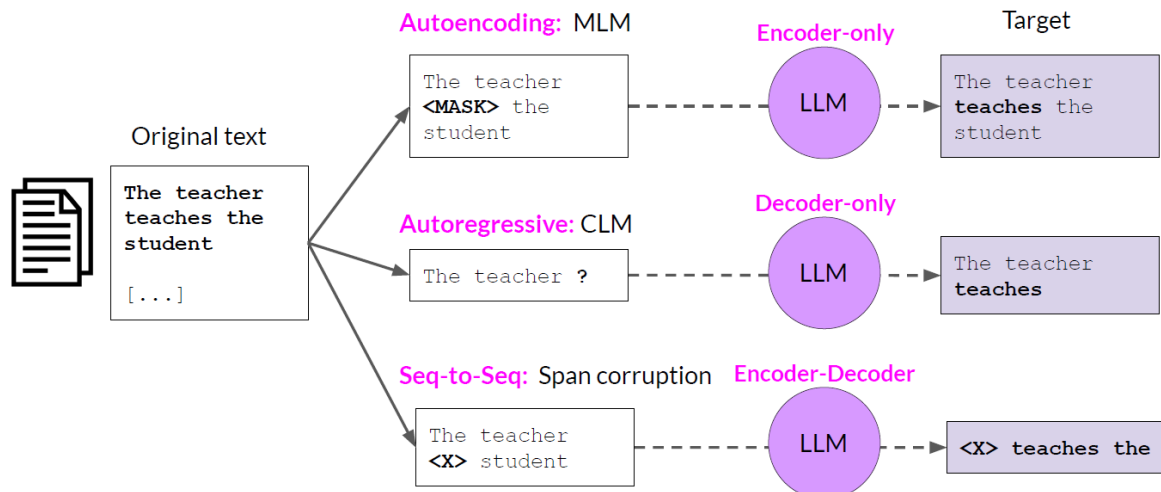 Autoencoding: MLM
Encoder-only
Target
The teacher
<MASK> the
student
LLM
The teacher
teaches the
student
Original text
The teacher
teaches the
student
[...]
Autoregressive: CLM
Decoder-only
The teacher ?
LLM
The teacher
teaches
Seq-to-Seq: Span corruption
Encoder-Decoder
The teacher
<X> student
LLM
<X> teaches the